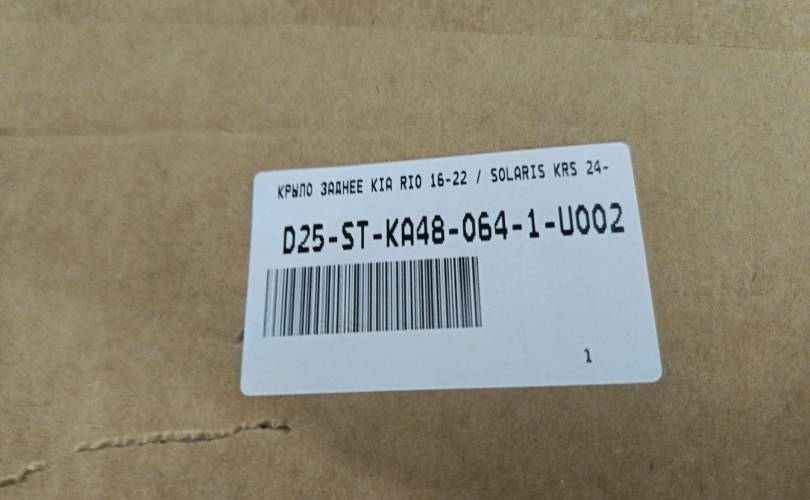 КРЫЛО ЗАДНЕЕ KIA RIO 16-22 / SOLARIS KRS 24-
D25-ST-KA48-064-1-U002
1